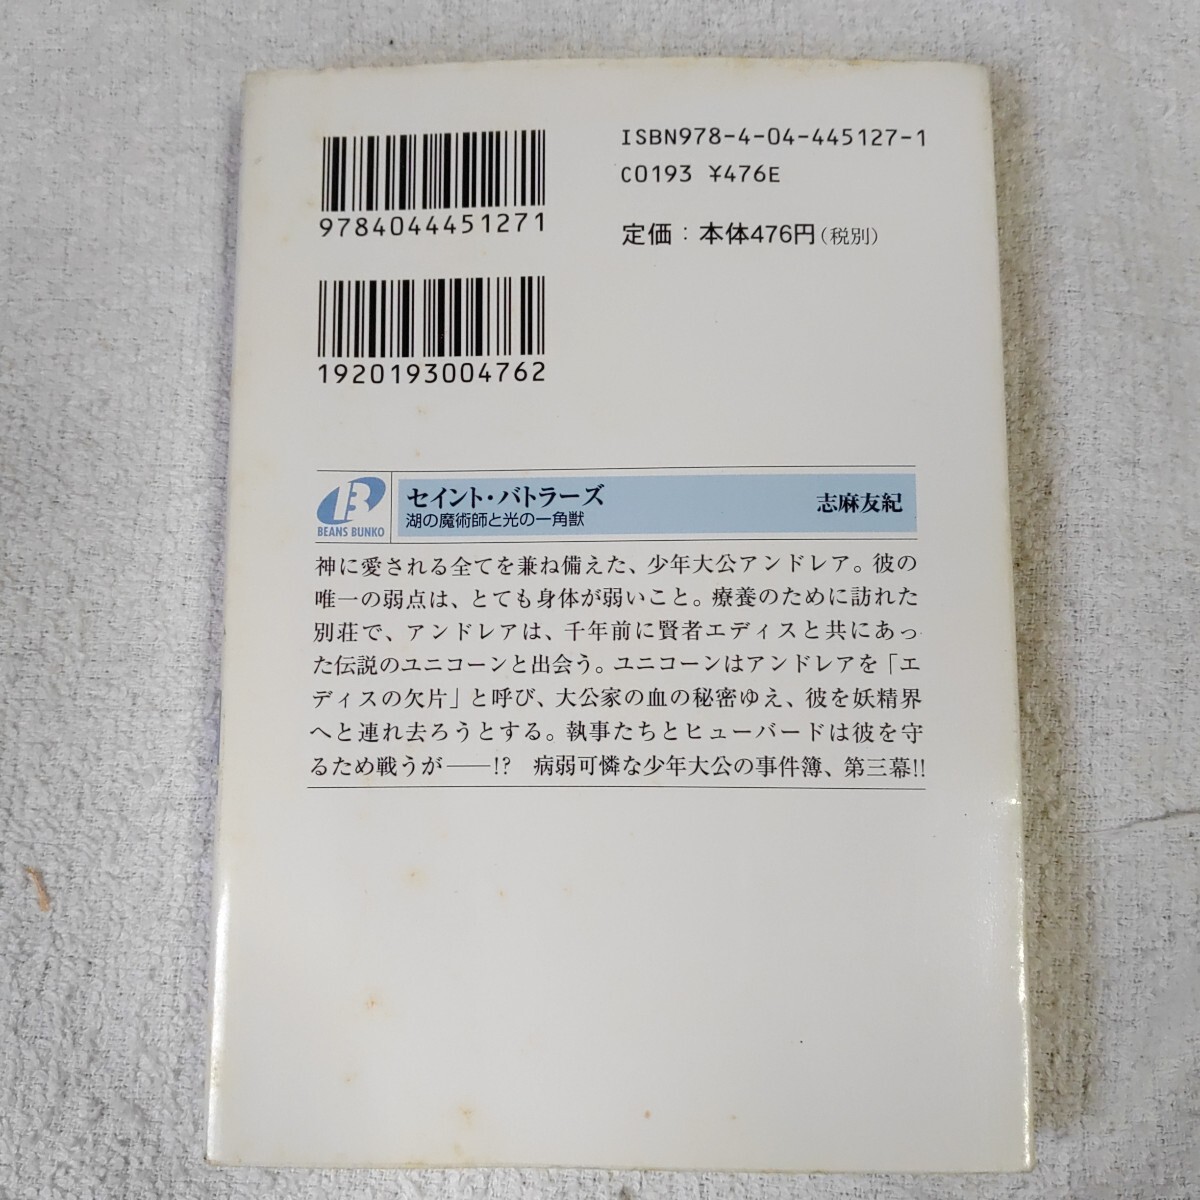 ISBN978-4-04-445127-1
C0193 ¥476E
9784044451271
定価：本体476円（税別）
1920193004762
B
BEANS BUNKO
セイント・バトラーズ
湖の魔術師と光の一角獣
志麻友紀
神に愛される全てを兼ね備えた、少年大公アンドレア。彼の
唯一の弱点は、とても身体が弱いこと。療養のために訪れた
別荘で、アンドレアは、千年前に賢者エディスと共にあっ
た伝説のユニコーンと出会う。ユニコーンはアンドレアを「エ
ディスの欠片」と呼び、大公家の血の秘密ゆえ、彼を妖精界
へと連れ去ろうとする。執事たちとヒューバードは彼を守
るため戦うが――!?　病弱可憐な少年大公の事件簿、第三幕!!